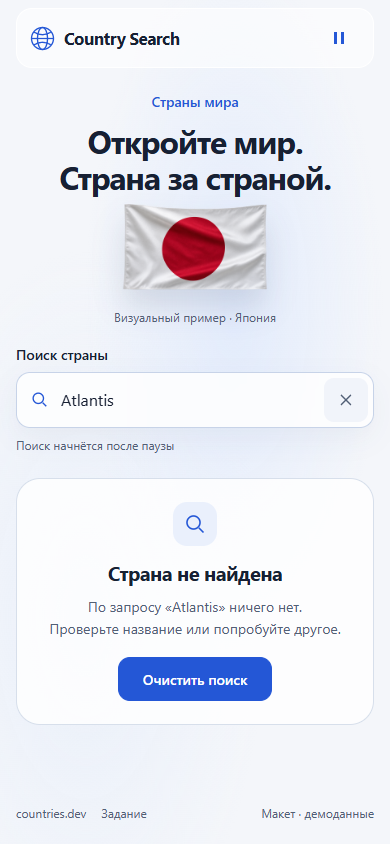 Country Search
Страны мира
Откройте мир.
Страна за страной.
Визуальный пример · Япония
Поиск страны
Atlantis
Поиск начнётся после паузы
Страна не найдена
По запросу «Atlantis» ничего нет.
Проверьте название или попробуйте другое.
Очистить поиск
countries.dev Задание Макет · демоданные